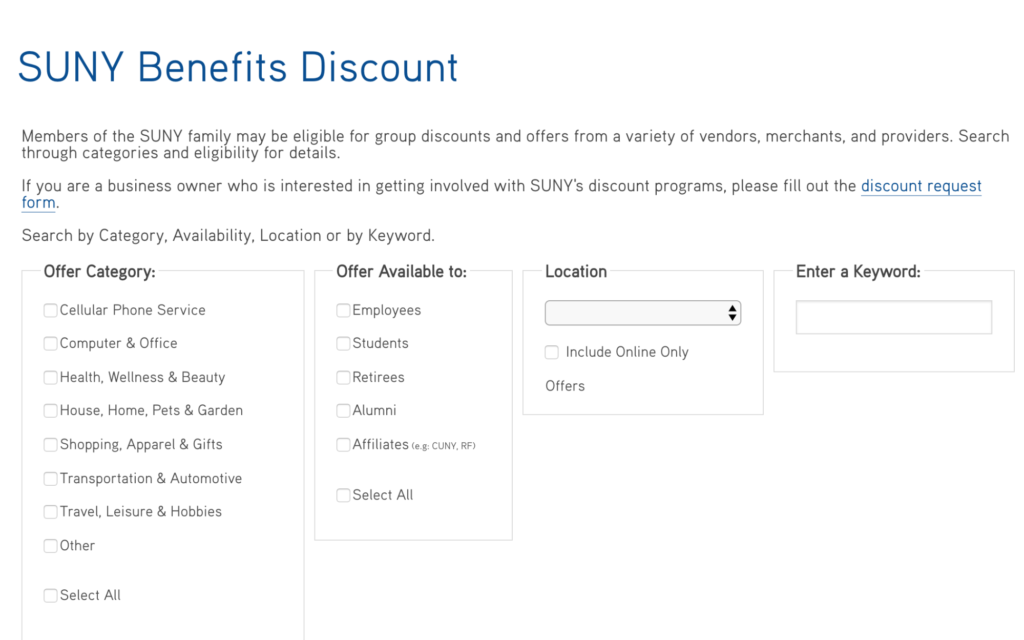 SUNY Benefits Discount
Members of the SUNY family may be eligible for group discounts and offers from a variety of vendors, merchants, and providers. Search
through categories and eligibility for details.
If you are a business owner who is interested in getting involved with SUNY's discount programs, please fill out the discount request
form.
Search by Category, Availability, Location or by Keyword.
Offer Category:
Cellular Phone Service
Computer & Office
Health, Wellness & Beauty
House, Home, Pets & Garden
Shopping, Apparel & Gifts
Transportation & Automotive
Travel, Leisure & Hobbies
Other
Select All
Offer Available to:
Employees
Students
Retirees
Alumni
Affiliates (e.g: CUNY, RF)
Select All
Location
Include Online Only
Offers
Enter a Keyword: